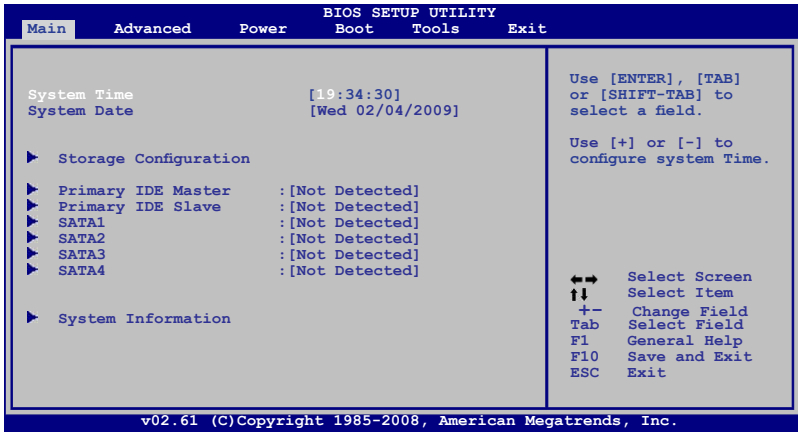 BIOS SETUP UTILITY
Main Advanced Power Boot Tools Exit
System Time [19:34:30]
System Date [Wed 02/04/2009]
Storage Configuration
Primary IDE Master :[Not Detected]
Primary IDE Slave :[Not Detected]
SATA1 :[Not Detected]
SATA2 :[Not Detected]
SATA3 :[Not Detected]
SATA4 :[Not Detected]
System Information
Use [ENTER], [TAB]
or [SHIFT-TAB] to
select a field.
Use [+] or [-] to
configure system Time.
←→ Select Screen
↑↓ Select Item
+- Change Field
Tab Select Field
F1 General Help
F10 Save and Exit
ESC Exit
v02.61 (C)Copyright 1985-2008, American Megatrends, Inc.